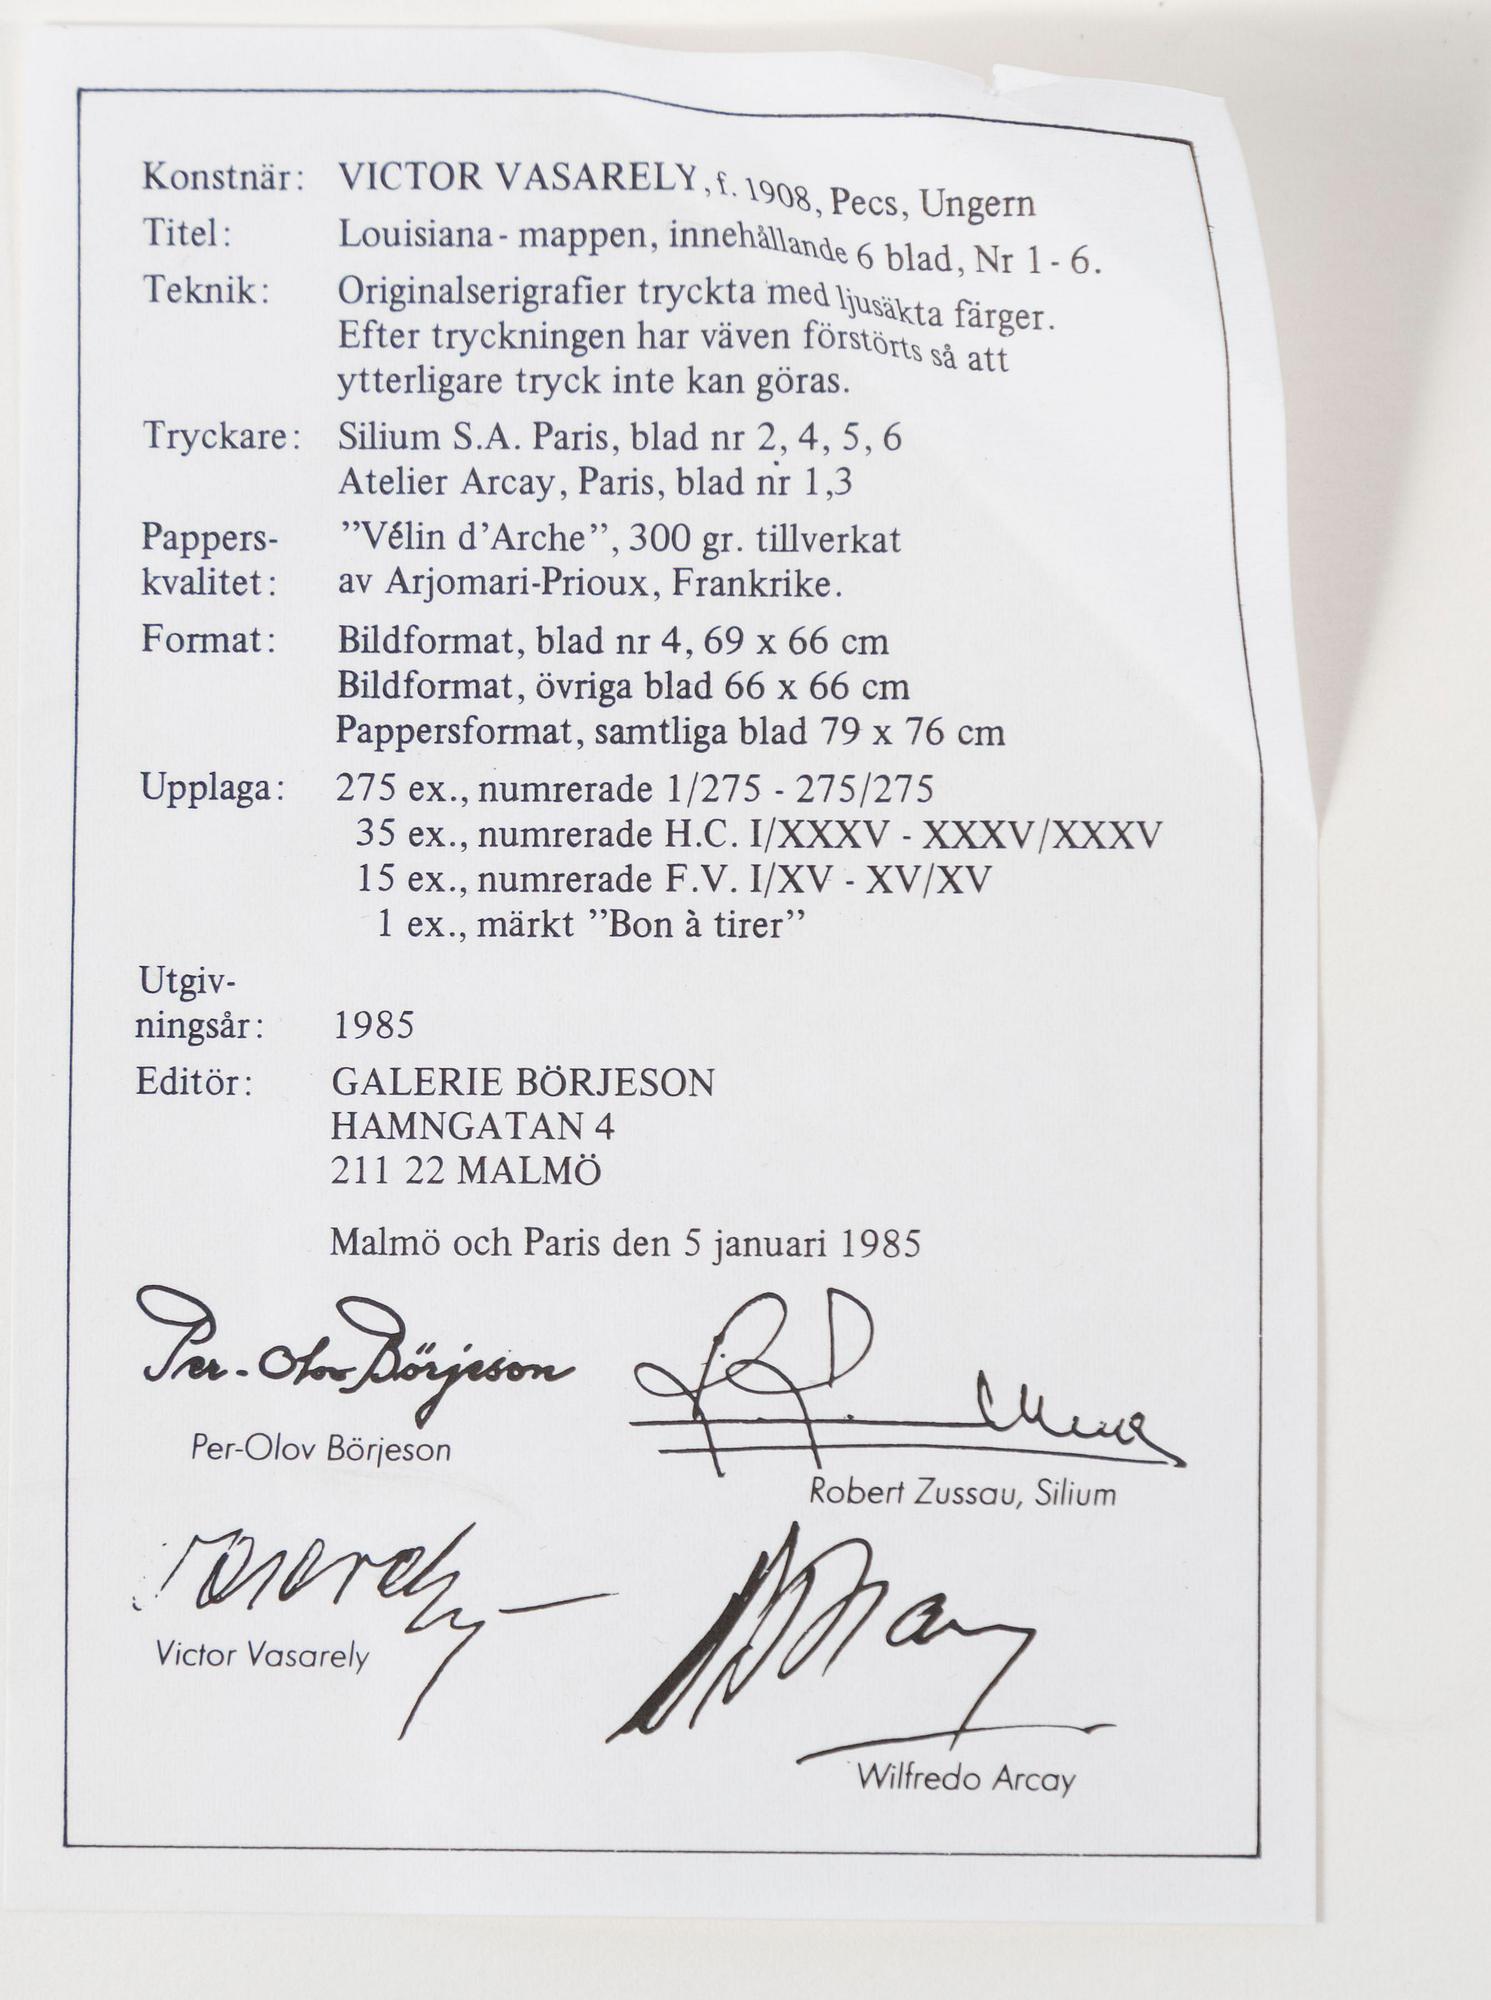 Konstnär: VICTOR VASARELY, f. 1908, Pecs, Ungern
Titel: Louisiana - mappen, innehållande 6 blad, Nr 1 - 6.
Teknik: Originalserigrafier tryckta med ljusäkta färger.
Efter tryckningen har väven förstörts så att
ytterligare tryck inte kan göras.
Tryckare: Silium S.A. Paris, blad nr 2, 4, 5, 6
Atelier Arcay, Paris, blad nr 1,3
Pappers- ”Vélin d’Arche”, 300 gr. tillverkat
kvalitet: av Arjomari-Prioux, Frankrike.
Format: Bildformat, blad nr 4, 69 x 66 cm
Bildformat, övriga blad 66 x 66 cm
Pappersformat, samtliga blad 79 x 76 cm
Upplaga: 275 ex., numrerade 1/275 - 275/275
35 ex., numrerade H.C. I/XXXV - XXXV/XXXV
15 ex., numrerade F.V. I/XV - XV/XV
1 ex., märkt ”Bon à tirer”
Utgiv-
ningsår: 1985
Editör: GALERIE BÖRJESON
HAMNGATAN 4
211 22 MALMÖ
Malmö och Paris den 5 januari 1985
Per-Olov Börjeson
Per-Olov Börjeson
Robert Zussau, Silium
Vasarely
Victor Vasarely
Wilfredo Arcay